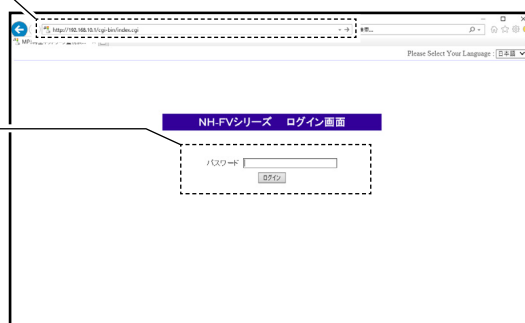 http://192.168.10.1/cgi-bin/index.cgi
Please Select Your Language : 日本語
NH-FVシリーズ ログイン画面
パスワード
ログイン